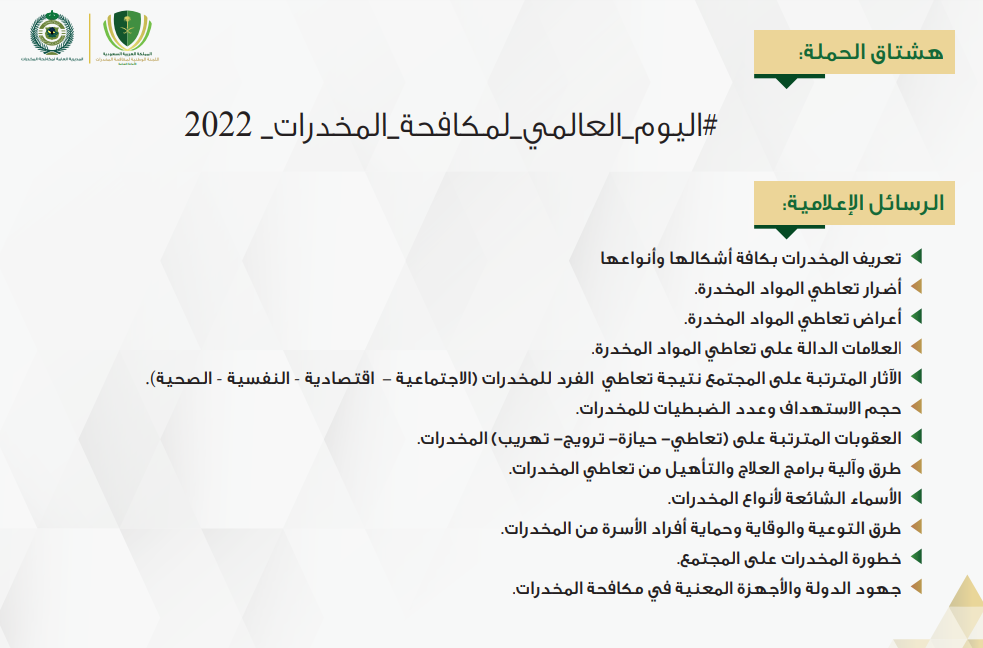 المملكة العربية السعودية
اللجنة الوطنية لمكافحة المخدرات
المديرية العامة لمكافحة المخدرات
هشتاق الحملة:
#اليوم_العالمي_لمكافحة_المخدرات_ 2022
الرسائل الإعلامية:
تعريف المخدرات بكافة أشكالها وأنواعها
أضرار تعاطي المواد المخدرة.
أعراض تعاطي المواد المخدرة.
العلامات الدالة على تعاطي المواد المخدرة.
الآثار المترتبة على المجتمع نتيجة تعاطي الفرد للمخدرات (الاجتماعية – اقتصادية - النفسية - الصحية).
حجم الاستهداف وعدد الضبطيات للمخدرات.
العقوبات المترتبة على (تعاطي- حيازة- ترويج- تهريب) المخدرات.
طرق وآلية برامج العلاج والتأهيل من تعاطي المخدرات.
الأسماء الشائعة لأنواع المخدرات.
طرق التوعية والوقاية وحماية أفراد الأسرة من المخدرات.
خطورة المخدرات على المجتمع.
جهود الدولة والأجهزة المعنية في مكافحة المخدرات.